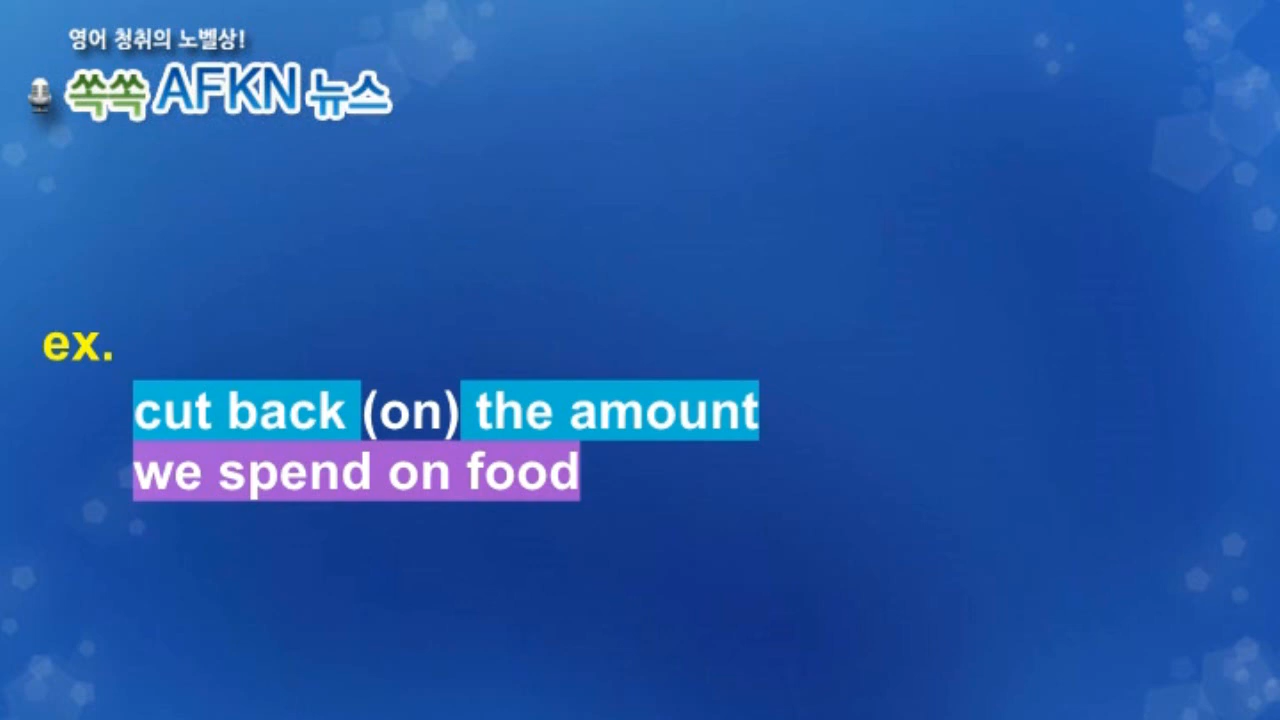 영어 청취의 노벨상!
쏙쏙 AFKN 뉴스
ex.
cut back (on) the amount
we spend on food